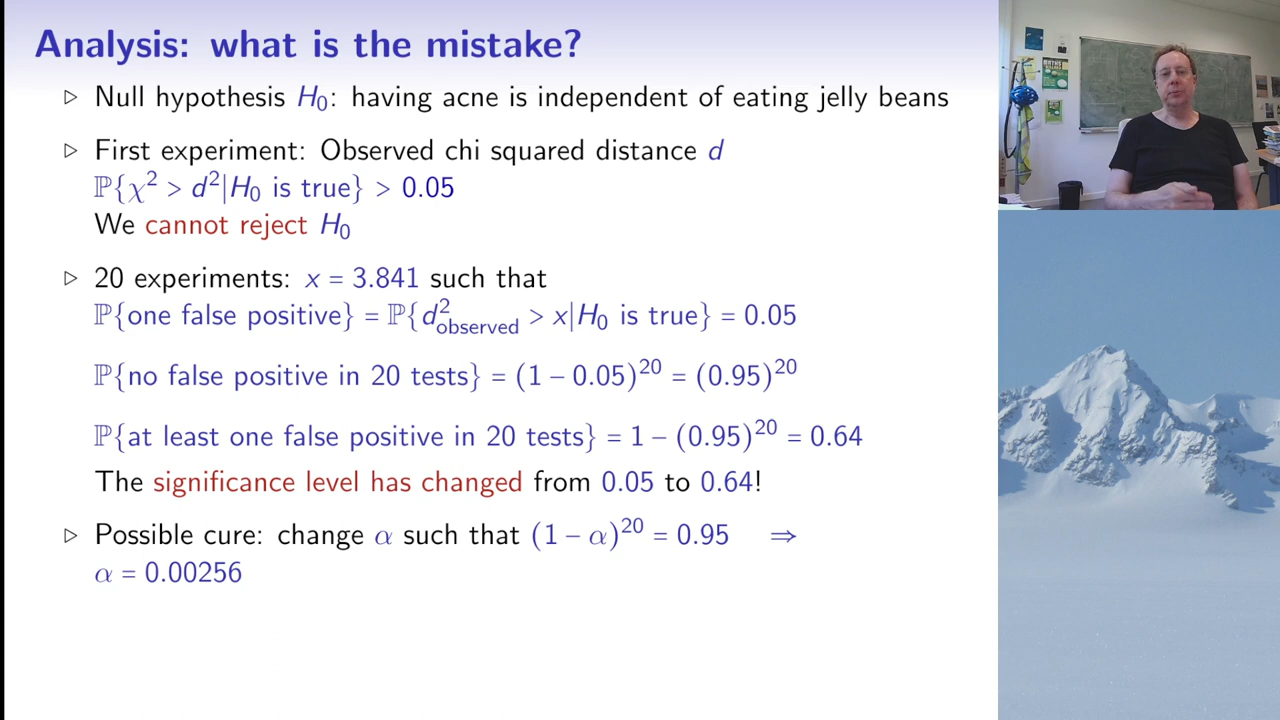 Analysis: what is the mistake?
▷ Null hypothesis H₀: having acne is independent of eating jelly beans
▷ First experiment: Observed chi squared distance d
ℙ{χ² > d²|H₀ is true} > 0.05
We cannot reject H₀
▷ 20 experiments: x = 3.841 such that
ℙ{one false positive} = ℙ{d²_observed > x|H₀ is true} = 0.05
ℙ{no false positive in 20 tests} = (1 – 0.05)²⁰ = (0.95)²⁰
ℙ{at least one false positive in 20 tests} = 1 – (0.95)²⁰ = 0.64
The significance level has changed from 0.05 to 0.64!
▷ Possible cure: change α such that (1 – α)²⁰ = 0.95 ⇒
α = 0.00256